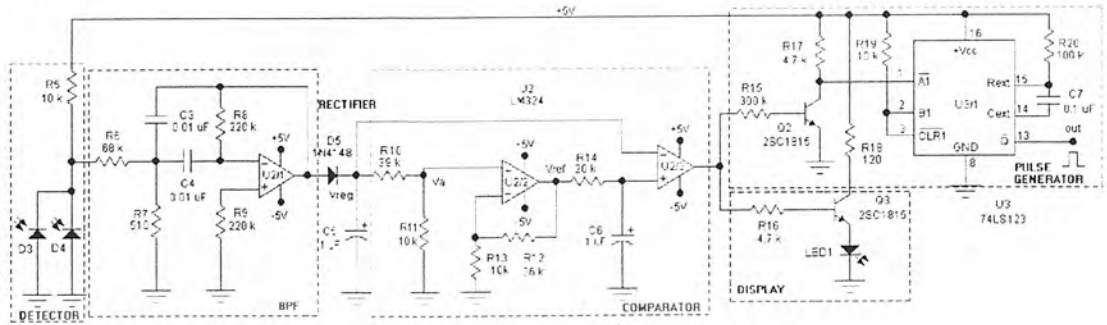 +5V
R5
10 k
D3
D4
DETECTOR
R6
68 k
C3
0.01 uF
R8
220 k
C4
0.01 uF
R7
510
R9
220 k
+5V
U2/1
-5V
BPF
RECTIFIER
D5
1N4148
Vreg
C5
1 uF
R10
39 k
Va
R11
10k
U2
LM324
+5V
U2/2
-5V
Vref
R13
10k
R12
36 k
R14
20 k
C6
1 uF
+5V
U2/3
-5V
COMPARATOR
R15
300 k
R17
4.7 k
Q2
2SC1815
R19
10 k
R18
120
16
+Vcc
1
A1
2
B1
3
CLR1
U3/1
Rext
15
Cext
14
Q
13
GND
8
R20
100 k
C7
0.1 uF
out
PULSE
GENERATOR
U3
74LS123
R16
4.7 k
Q3
2SC1815
LED1
DISPLAY